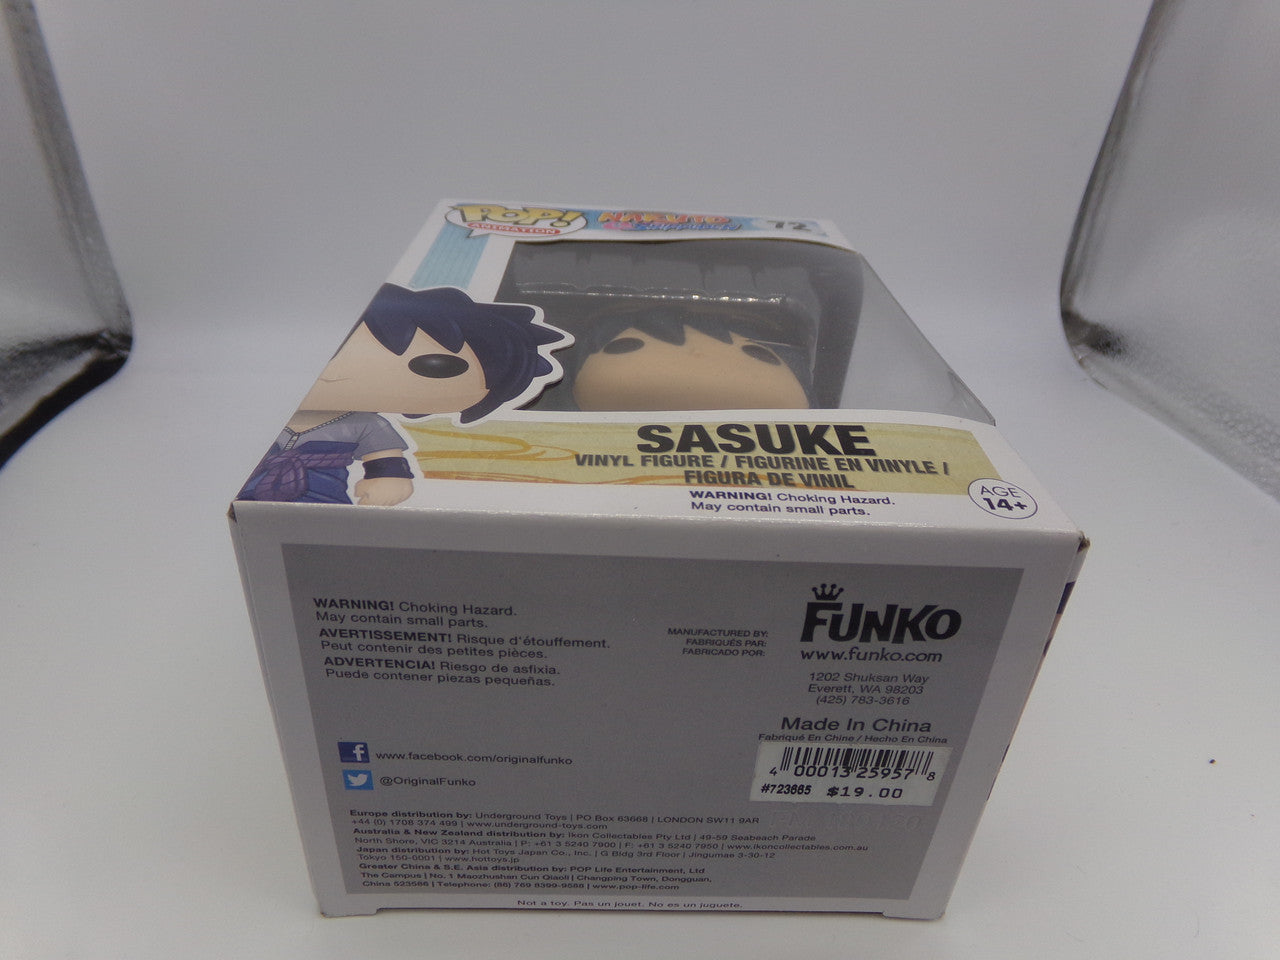 POP!
ANIMATION
NARUTO
Shippuden
72
SASUKE
VINYL FIGURE / FIGURINE EN VINYLE /
FIGURA DE VINIL
WARNING! Choking Hazard.
May contain small parts.
AGE
14+
WARNING! Choking Hazard.
May contain small parts.
AVERTISSEMENT! Risque d'étouffement.
Peut contenir des petites pièces.
ADVERTENCIA! Riesgo de asfixia.
Puede contener piezas pequeñas.
MANUFACTURED BY:
FABRIQUÉS PAR:
FABRICADO POR:
FUNKO
www.funko.com
1202 Shuksan Way
Everett, WA 98203
(425) 783-3616
Made In China
Fabriqué En Chine / Hecho En China
4 00013 25957 8
#723665 $19.00
f www.facebook.com/originalfunko
@OriginalFunko
Europe distribution by: Underground Toys | PO Box 63668 | LONDON SW11 9AR
+44 (0) 1708 374 499 | www.underground-toys.com
Australia & New Zealand distribution by: Ikon Collectables Pty Ltd | 49-59 Seabeach Parade
North Shore, VIC 3214 Australia | P: +61 3 5240 7900 | F: +61 3 5240 7950 | www.ikoncollectables.com.au
Japan distribution by: Hot Toys Japan Co., Inc. | G Bldg 3rd Floor | Jingumae 3-30-12
Tokyo 150-0001 | www.hottoys.jp
Greater China & S.E. Asia distribution by: POP Life Entertainment, Ltd
The Campus | No. 1 Maozhushan Cun Qiaoli | Changping Town, Dongguan,
China 523586 | Telephone: (86) 769 8399-9588 | www.pop-life.com
Not a toy. Pas un jouet. No es un juguete.